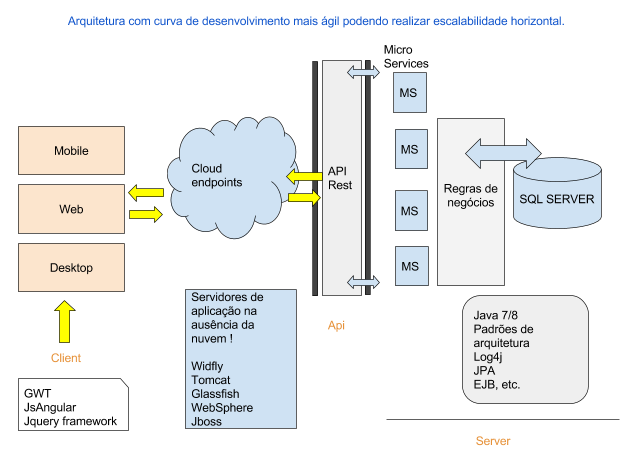 Arquitetura com curva de desenvolvimento mais ágil podendo realizar escalabilidade horizontal.
Micro
Services
MS
MS
MS
MS
Mobile
Web
Desktop
Cloud
endpoints
API
Rest
Regras de
negócios
SQL SERVER
Client
GWT
JsAngular
Jquery framework
Servidores de
aplicação na
ausência da
nuvem !
Widfly
Tomcat
Glassfish
WebSphere
Jboss
Api
Java 7/8
Padrões de
arquitetura
Log4j
JPA
EJB, etc.
Server